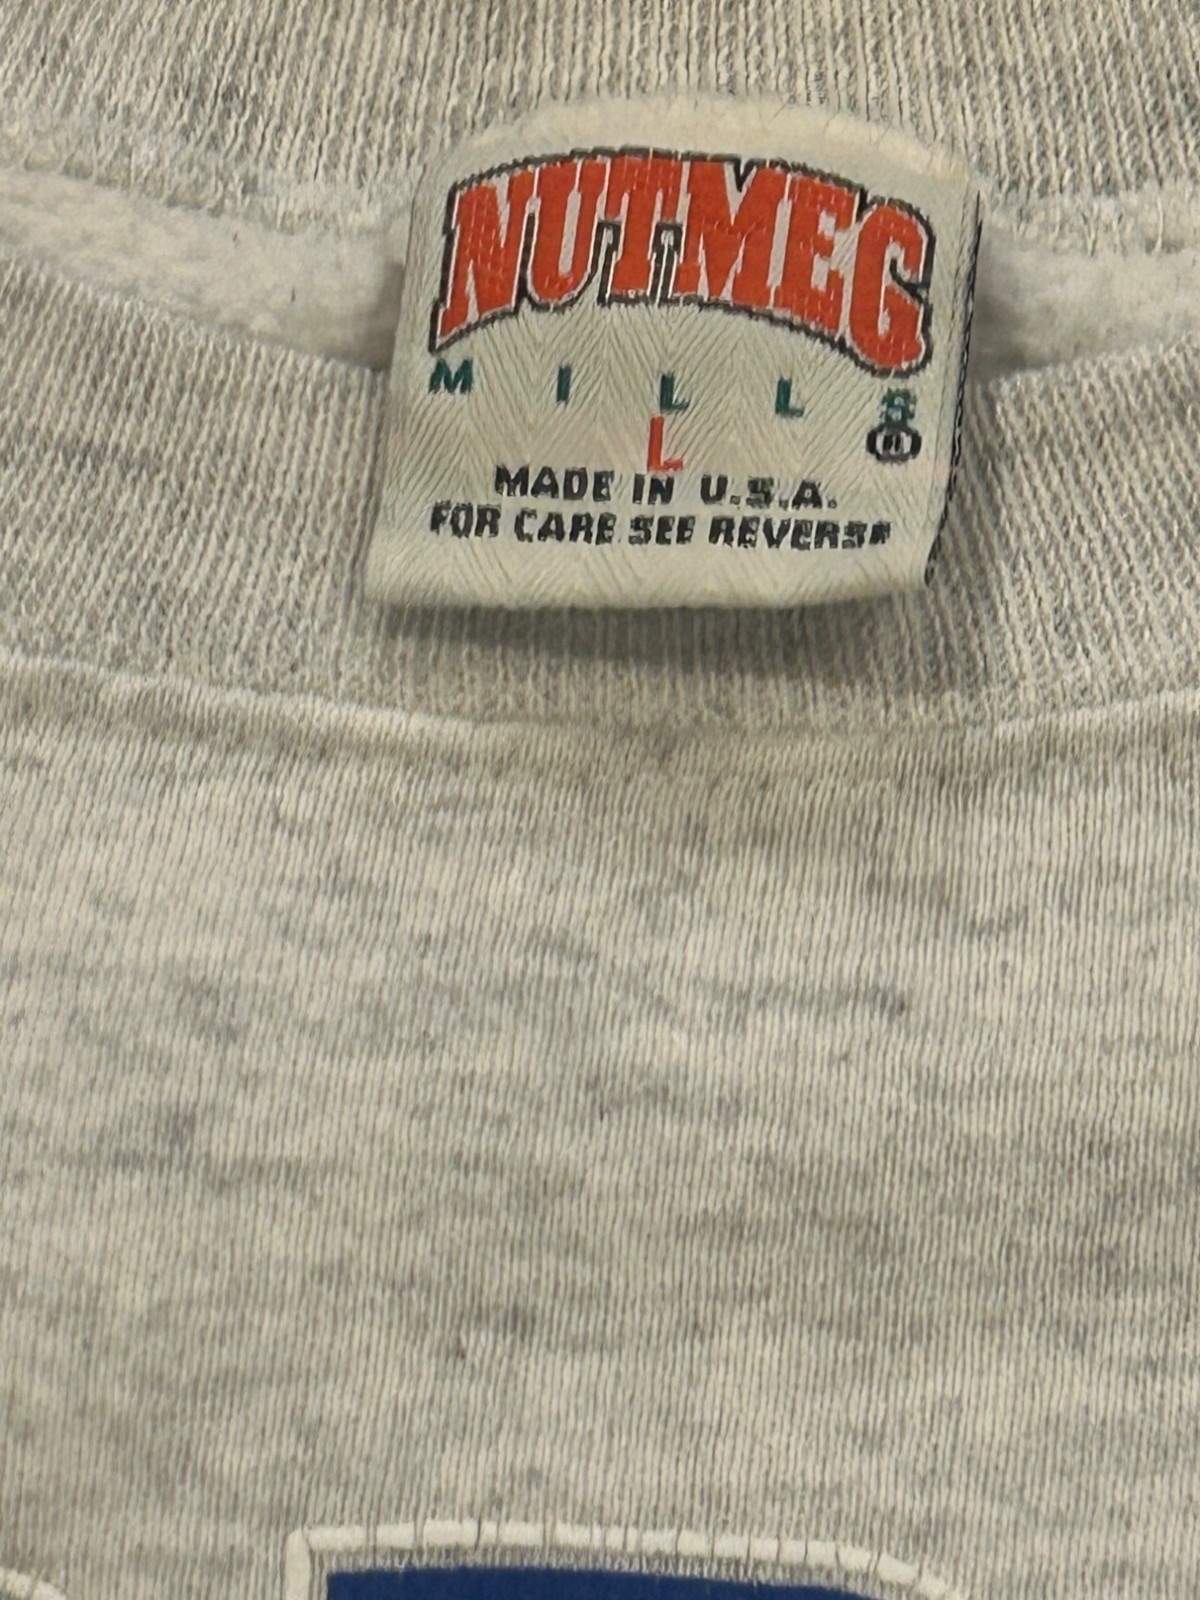 NUTMEG
MILLS
L
MADE IN U.S.A.
FOR CARE SEE REVERSE